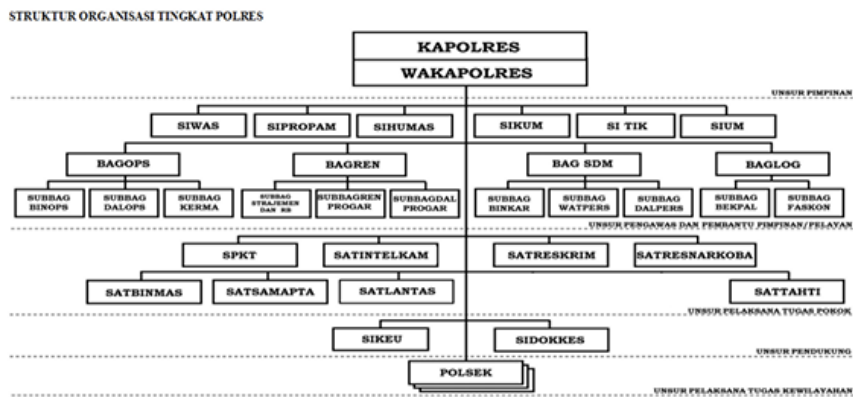 STRUKTUR ORGANISASI TINGKAT POLRES
KAPOLRES
WAKAPOLRES
UNSUR PIMPINAN
SIWAS
SIPROPAM
SIHUMAS
SIKUM
SI TIK
SIUM
BAGOPS
BAGREN
BAG SDM
BAGLOG
SUBBAG
BINOPS
SUBBAG
DALOPS
SUBBAG
KERMA
SUBBAG
STRAJEMEN
DAN RB
SUBBAGREN
PROGAR
SUBBAGDAL
PROGAR
SUBBAG
BINKAR
SUBBAG
WATPERS
SUBBAG
DALPERS
SUBBAG
BEKPAL
SUBBAG
FASKON
UNSUR PENGAWAS DAN PEMBANTU PIMPINAN/PELAYAN
SPKT
SATINTELKAM
SATRESKRIM
SATRESNARKOBA
SATBINMAS
SATSAMAPTA
SATLANTAS
SATTAHTI
UNSUR PELAKSANA TUGAS POKOK
SIKEU
SIDOKKES
UNSUR PENDUKUNG
POLSEK
UNSUR PELAKSANA TUGAS KEWILAYAHAN